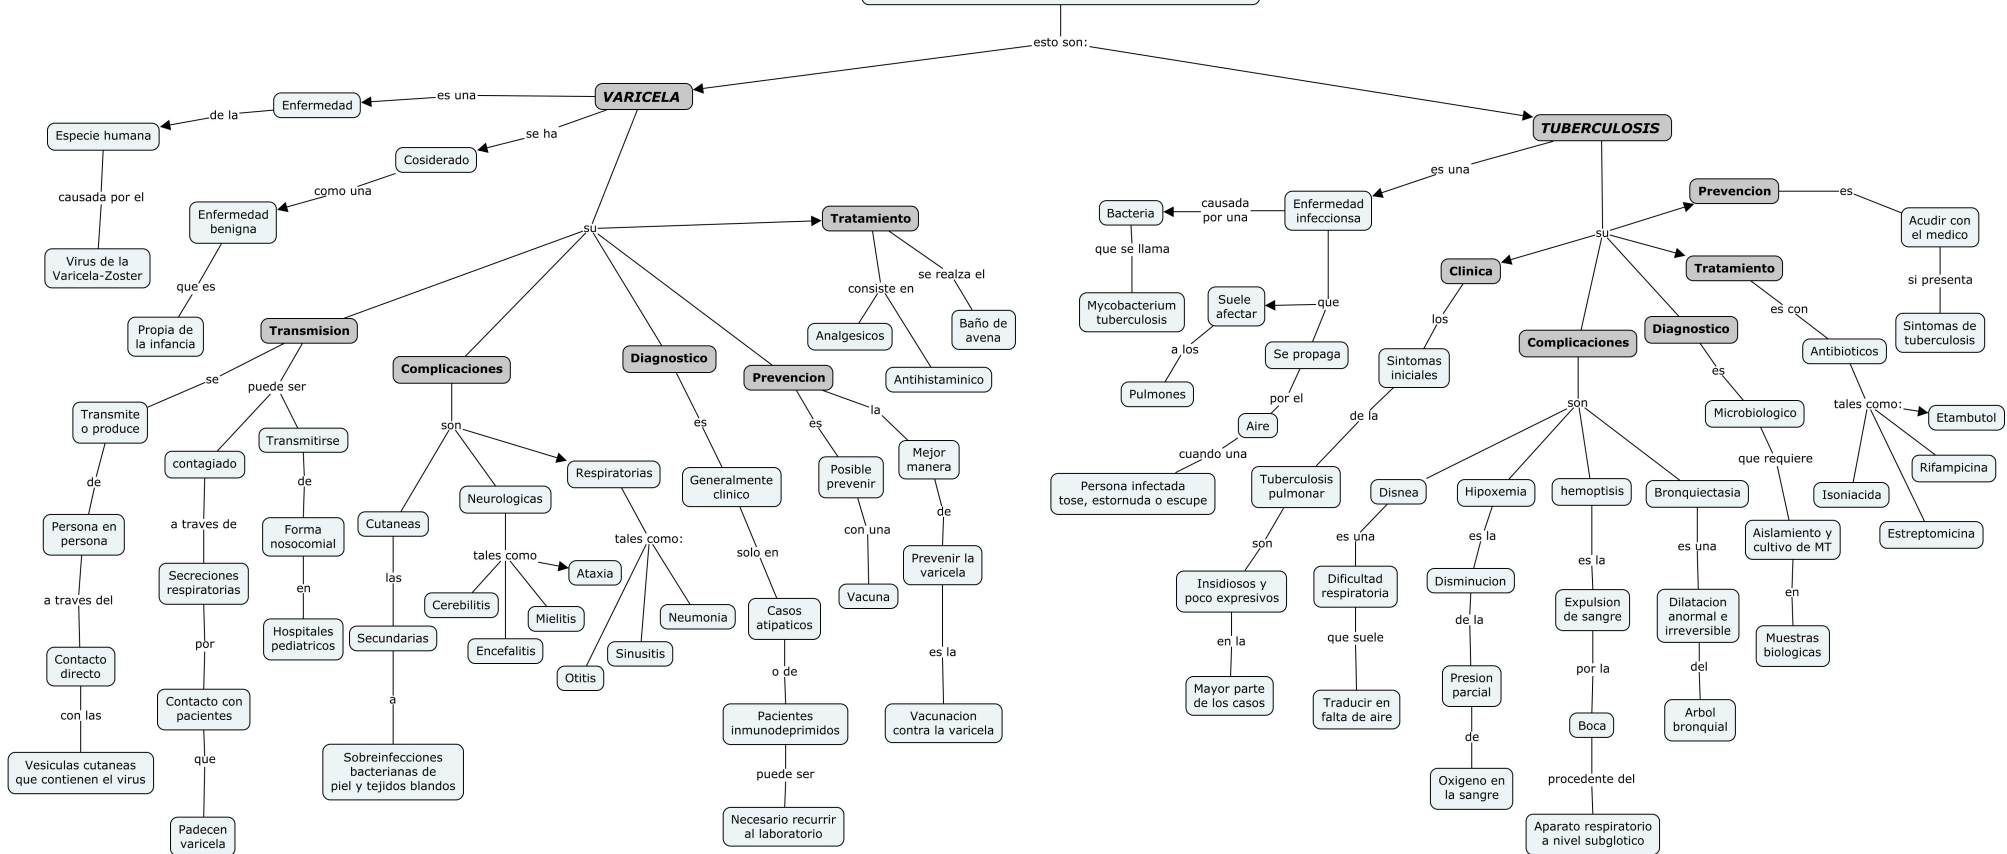 esto son:
VARICELA
es una
Enfermedad
de la
Especie humana
causada por el
Virus de la
Varicela-Zoster
se ha
Cosiderado
como una
Enfermedad
benigna
que es
Propia de
la infancia
su
Transmision
se
Transmite
o produce
de
Persona en
persona
a traves del
Contacto
directo
con las
Vesiculas cutaneas
que contienen el virus
puede ser
contagiado
a traves de
Secreciones
respiratorias
por
Contacto con
pacientes
que
Padecen
varicela
Transmitirse
de
Forma
nosocomial
en
Hospitales
pediatricos
Complicaciones
son
Cutaneas
las
Secundarias
a
Sobreinfecciones
bacterianas de
piel y tejidos blandos
Neurologicas
tales como
Cerebilitis
Encefalitis
Mielitis
Ataxia
Respiratorias
tales como:
Otitis
Sinusitis
Neumonia
Diagnostico
es
Generalmente
clinico
solo en
Casos
atipaticos
o de
Pacientes
inmunodeprimidos
puede ser
Necesario recurrir
al laboratorio
Prevencion
es
Posible
prevenir
con una
Vacuna
la
Mejor
manera
de
Prevenir la
varicela
es la
Vacunacion
contra la varicela
Tratamiento
consiste en
Analgesicos
Antihistaminico
se realza el
Baño de
avena
TUBERCULOSIS
es una
Enfermedad
infeccionsa
causada
por una
Bacteria
que se llama
Mycobacterium
tuberculosis
que
Suele
afectar
a los
Pulmones
Se propaga
por el
Aire
cuando una
Persona infectada
tose, estornuda o escupe
su
Clinica
los
Sintomas
iniciales
de la
Tuberculosis
pulmonar
son
Insidiosos y
poco expresivos
en la
Mayor parte
de los casos
Complicaciones
son
Disnea
es una
Dificultad
respiratoria
que suele
Traducir en
falta de aire
Hipoxemia
es la
Disminucion
de la
Presion
parcial
de
Oxigeno en
la sangre
hemoptisis
es la
Expulsion
de sangre
por la
Boca
procedente del
Aparato respiratorio
a nivel subglotico
Bronquiectasia
es una
Dilatacion
anormal e
irreversible
del
Arbol
bronquial
Diagnostico
es
Microbiologico
que requiere
Aislamiento y
cultivo de MT
en
Muestras
biologicas
Tratamiento
es con
Antibioticos
tales como:
Isoniacida
Estreptomicina
Rifampicina
Etambutol
Prevencion
es
Acudir con
el medico
si presenta
Sintomas de
tuberculosis